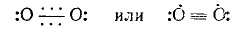 :O ⩸ O: или :Ȯ ≡ Ȯ: